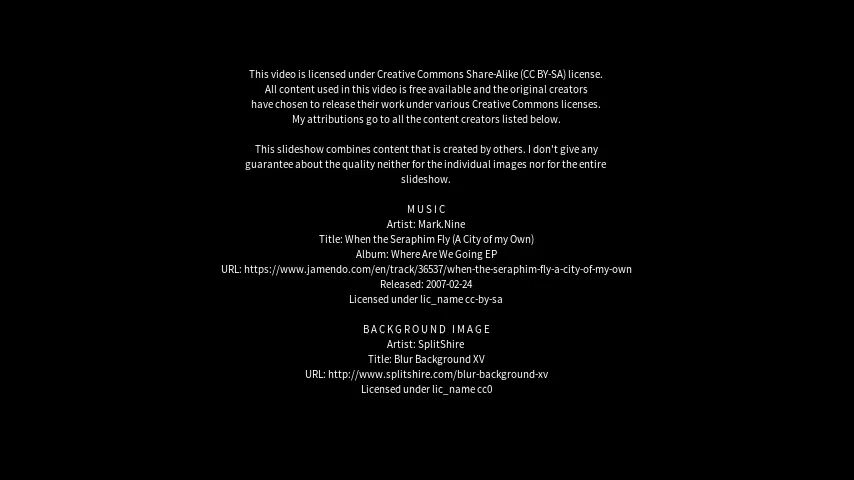 This video is licensed under Creative Commons Share-Alike (CC BY-SA) license.
All content used in this video is free available and the original creators
have chosen to release their work under various Creative Commons licenses.
My attributions go to all the content creators listed below.
This slideshow combines content that is created by others. I don't give any
guarantee about the quality neither for the individual images nor for the entire
slideshow.
MUSIC
Artist: Mark.Nine
Title: When the Seraphim Fly (A City of my Own)
Album: Where Are We Going EP
URL: https://www.jamendo.com/en/track/36537/when-the-seraphim-fly-a-city-of-my-own
Released: 2007-02-24
Licensed under lic_name cc-by-sa
BACKGROUND IMAGE
Artist: SplitShire
Title: Blur Background XV
URL: http://www.splitshire.com/blur-background-xv
Licensed under lic_name cc0